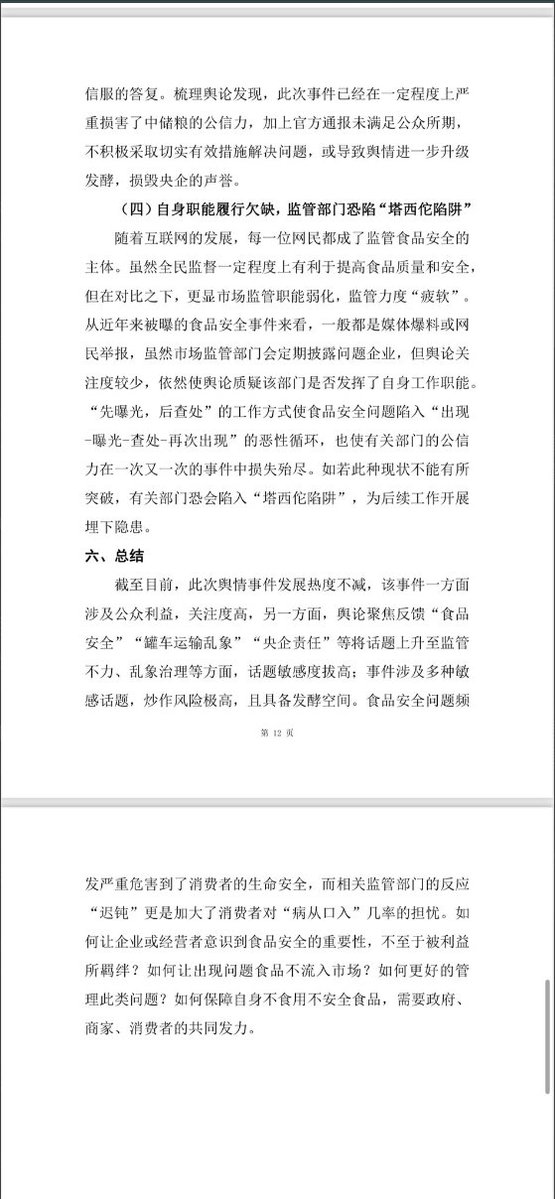 信服的答复。梳理舆论发现，此次事件已经在一定程度上严
重损害了中储粮的公信力，加上官方通报未满足公众所期，
不积极采取切实有效措施解决问题，或导致舆情进一步升级
发酵，损毁央企的声誉。
（四）自身职能履行欠缺，监管部门恐陷“塔西佗陷阱”
随着互联网的发展，每一位网民都成了监管食品安全的
主体。虽然全民监督一定程度上有利于提高食品质量和安全，
但在对比之下，更显市场监管职能弱化，监管力度“疲软”。
从近年来被曝的食品安全事件来看，一般都是媒体爆料或网
民举报，虽然市场监管部门会定期披露问题企业，但舆论关
注度较少，依然使舆论质疑该部门是否发挥了自身工作职能。
“先曝光，后查处”的工作方式使食品安全问题陷入“出现
-曝光-查处-再次出现”的恶性循环，也使有关部门的公信
力在一次又一次的事件中损失殆尽。如若此种现状不能有所
突破，有关部门恐会陷入“塔西佗陷阱”，为后续工作开展
埋下隐患。
六、总结
截至目前，此次舆情事件发展热度不减，该事件一方面
涉及公众利益，关注度高，另一方面，舆论聚焦反馈“食品
安全”“罐车运输乱象”“央企责任”等将话题上升至监管
不力、乱象治理等方面，话题敏感度拔高；事件涉及多种敏
感话题，炒作风险极高，且具备发酵空间。食品安全问题频
第 12 页
发严重危害到了消费者的生命安全，而相关监管部门的反应
“迟钝”更是加大了消费者对“病从口入”几率的担忧。如
何让企业或经营者意识到食品安全的重要性，不至于被利益
所羁绊？如何让出现问题食品不流入市场？如何更好的管
理此类问题？如何保障自身不食用不安全食品，需要政府、
商家、消费者的共同发力。